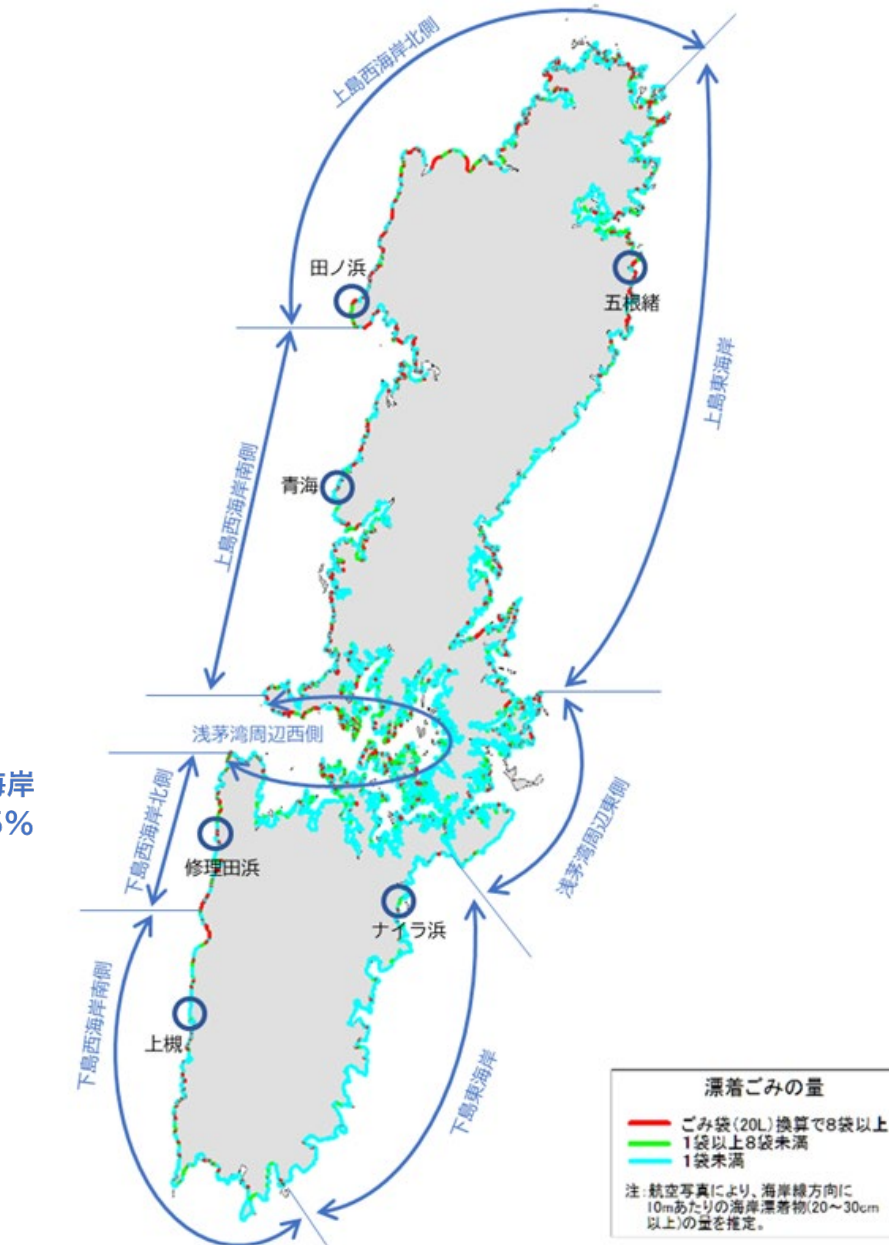 上島西海岸北側
田ノ浜
五根緒
上島東海岸
青海
上島西海岸南側
浅茅湾周辺西側
海岸
5%
下島西海岸北側
修理田浜
浅茅湾周辺東側
ナイラ浜
下島西海岸南側
上槻
下島東海岸
漂着ごみの量
ごみ袋(20L)換算で8袋以上
1袋以上8袋未満
1袋未満
注:航空写真により、海岸線方向に
10mあたりの海岸漂着物(20～30cm
以上)の量を推定。